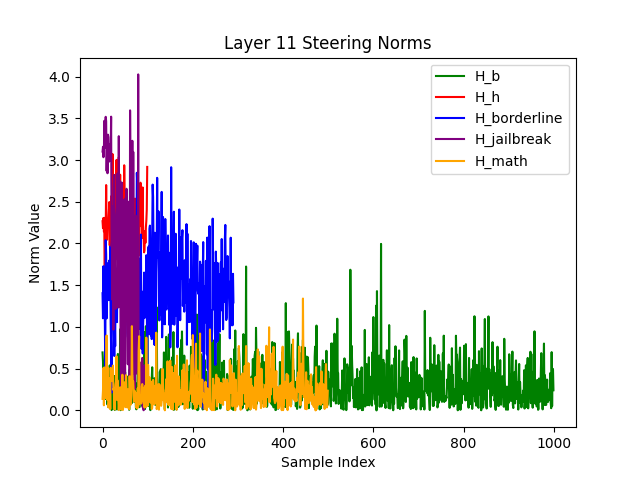 Layer 11 Steering Norms
H_b
H_h
H_borderline
H_jailbreak
H_math
Norm Value
4.0
3.5
3.0
2.5
2.0
1.5
1.0
0.5
0.0
0
200
400
600
800
1000
Sample Index